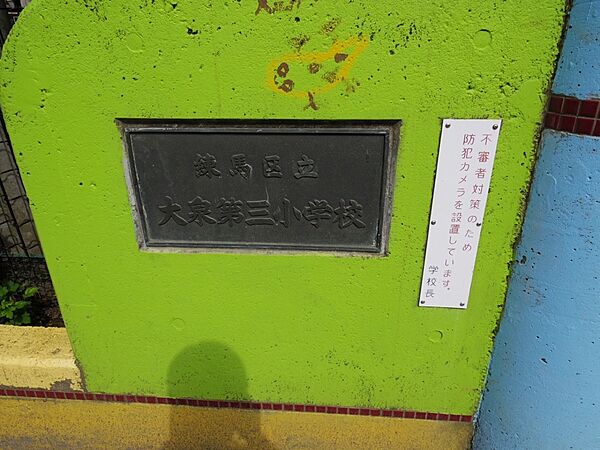 練馬区立
大泉第三小学校
不審者対策のため
防犯カメラを設置しています。
学校長